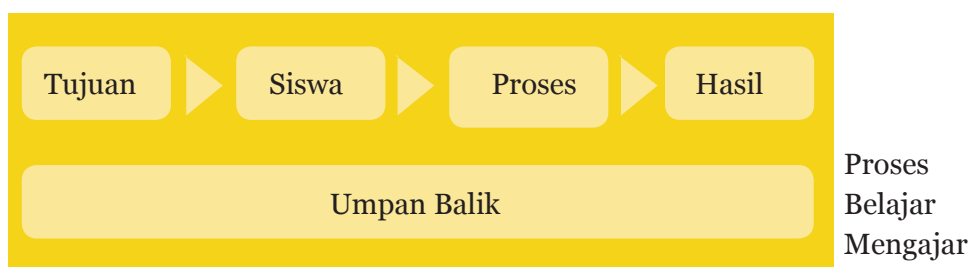 Tujuan Siswa Proses Hasil
Umpan Balik
Proses
Belajar
Mengajar